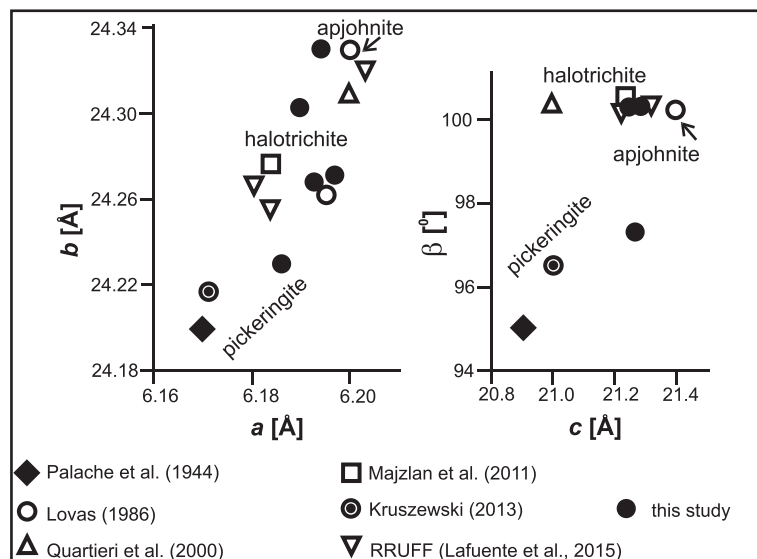 24.34
24.30
24.26
24.22
24.18
b [Å]
6.16
6.18
6.20
a [Å]
apjohnite
halotrichite
pickeringite
100
98
96
94
β [⁰]
20.8
21.0
21.2
21.4
c [Å]
halotrichite
apjohnite
pickeringite
Palache et al. (1944)
Lovas (1986)
Quartieri et al. (2000)
Majzlan et al. (2011)
Kruszewski (2013)
RRUFF (Lafuente et al., 2015)
this study